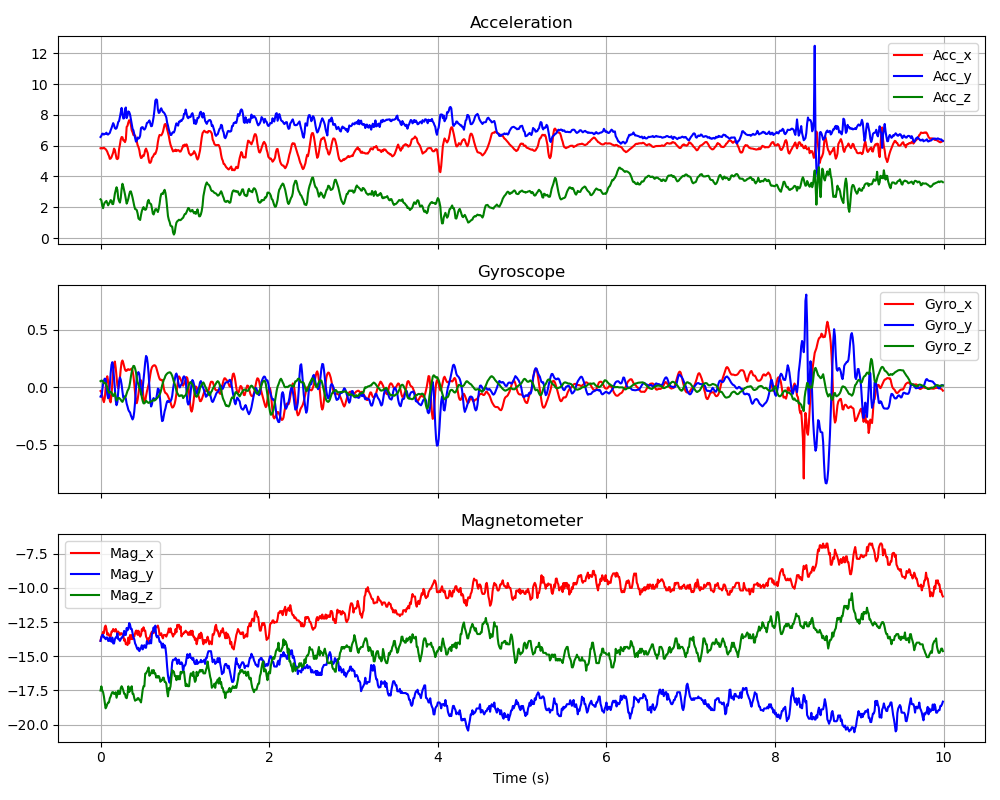 Acceleration
12
10
8
6
4
2
0
Acc_x
Acc_y
Acc_z
Gyroscope
0.5
0.0
−0.5
Gyro_x
Gyro_y
Gyro_z
Magnetometer
−7.5
−10.0
−12.5
−15.0
−17.5
−20.0
Mag_x
Mag_y
Mag_z
0 2 4 6 8 10
Time (s)